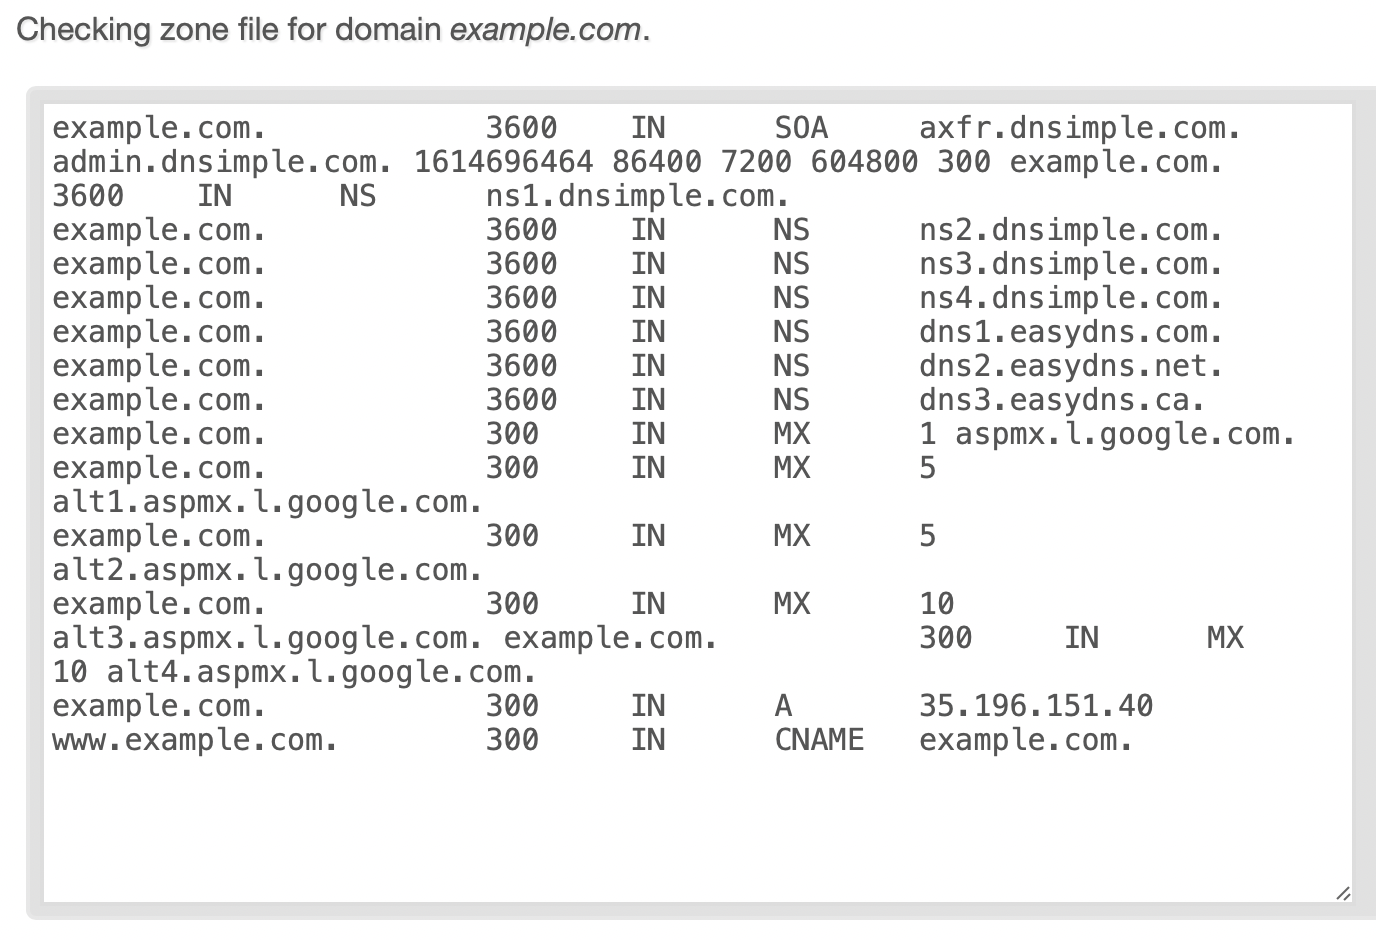 Checking zone file for domain example.com.
example.com. 3600 IN SOA axfr.dnsimple.com.
admin.dnsimple.com. 1614696464 86400 7200 604800 300 example.com.
3600 IN NS ns1.dnsimple.com.
example.com. 3600 IN NS ns2.dnsimple.com.
example.com. 3600 IN NS ns3.dnsimple.com.
example.com. 3600 IN NS ns4.dnsimple.com.
example.com. 3600 IN NS dns1.easydns.com.
example.com. 3600 IN NS dns2.easydns.net.
example.com. 3600 IN NS dns3.easydns.ca.
example.com. 300 IN MX 1 aspmx.l.google.com.
example.com. 300 IN MX 5
alt1.aspmx.l.google.com.
example.com. 300 IN MX 5
alt2.aspmx.l.google.com.
example.com. 300 IN MX 10
alt3.aspmx.l.google.com. example.com. 300 IN MX
10 alt4.aspmx.l.google.com.
example.com. 300 IN A 35.196.151.40
www.example.com. 300 IN CNAME example.com.